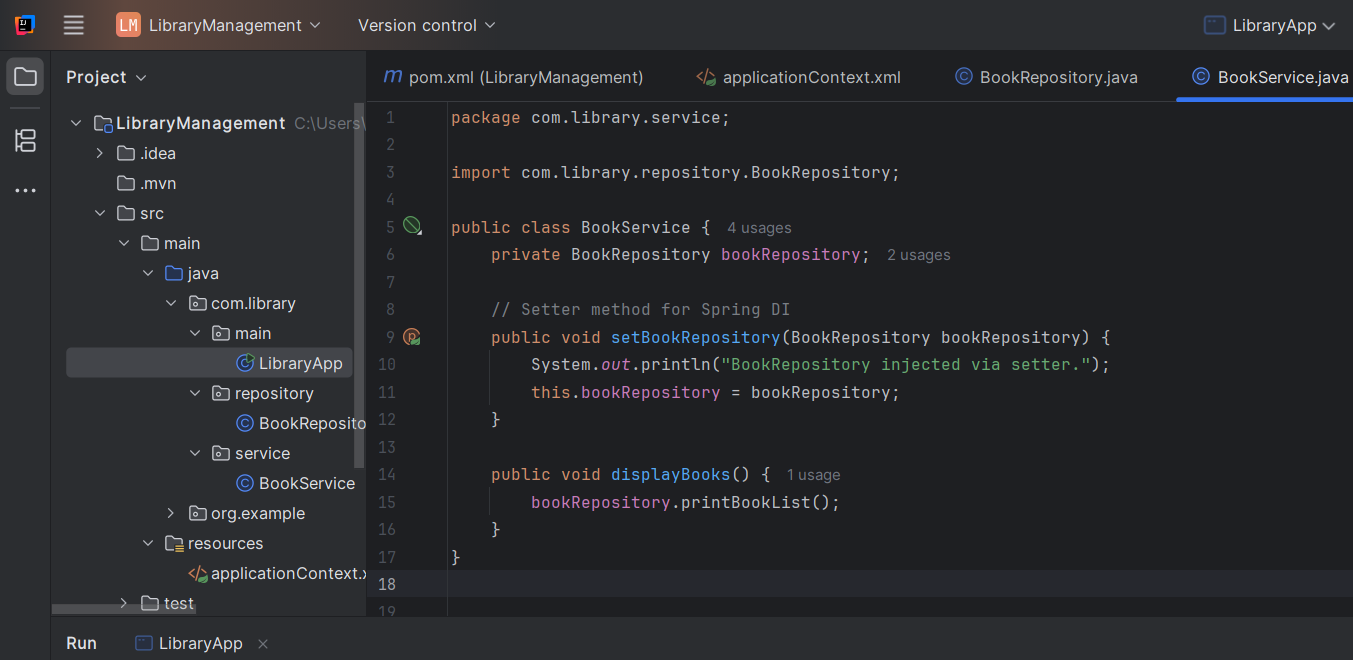 LM LibraryManagement Version control LibraryApp
Project
m pom.xml (LibraryManagement) applicationContext.xml BookRepository.java BookService.java
LibraryManagement C:\Users\
.idea
.mvn
src
main
java
com.library
main
LibraryApp
repository
BookReposito
service
BookService
org.example
resources
applicationContext.x
test
1 package com.library.service;
2
3 import com.library.repository.BookRepository;
4
5 public class BookService { 4 usages
6 private BookRepository bookRepository; 2 usages
7
8 // Setter method for Spring DI
9 public void setBookRepository(BookRepository bookRepository) {
10 System.out.println("BookRepository injected via setter.");
11 this.bookRepository = bookRepository;
12 }
13
14 public void displayBooks() { 1 usage
15 bookRepository.printBookList();
16 }
17 }
18
19
Run LibraryApp